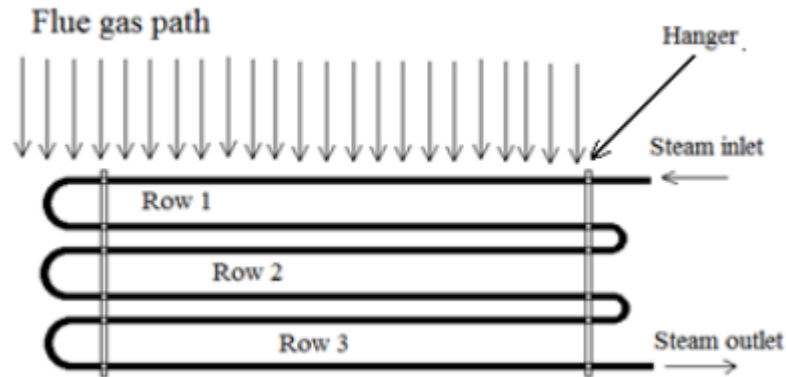 Flue gas path
Hanger
Steam inlet
Row 1
Row 2
Row 3
Steam outlet